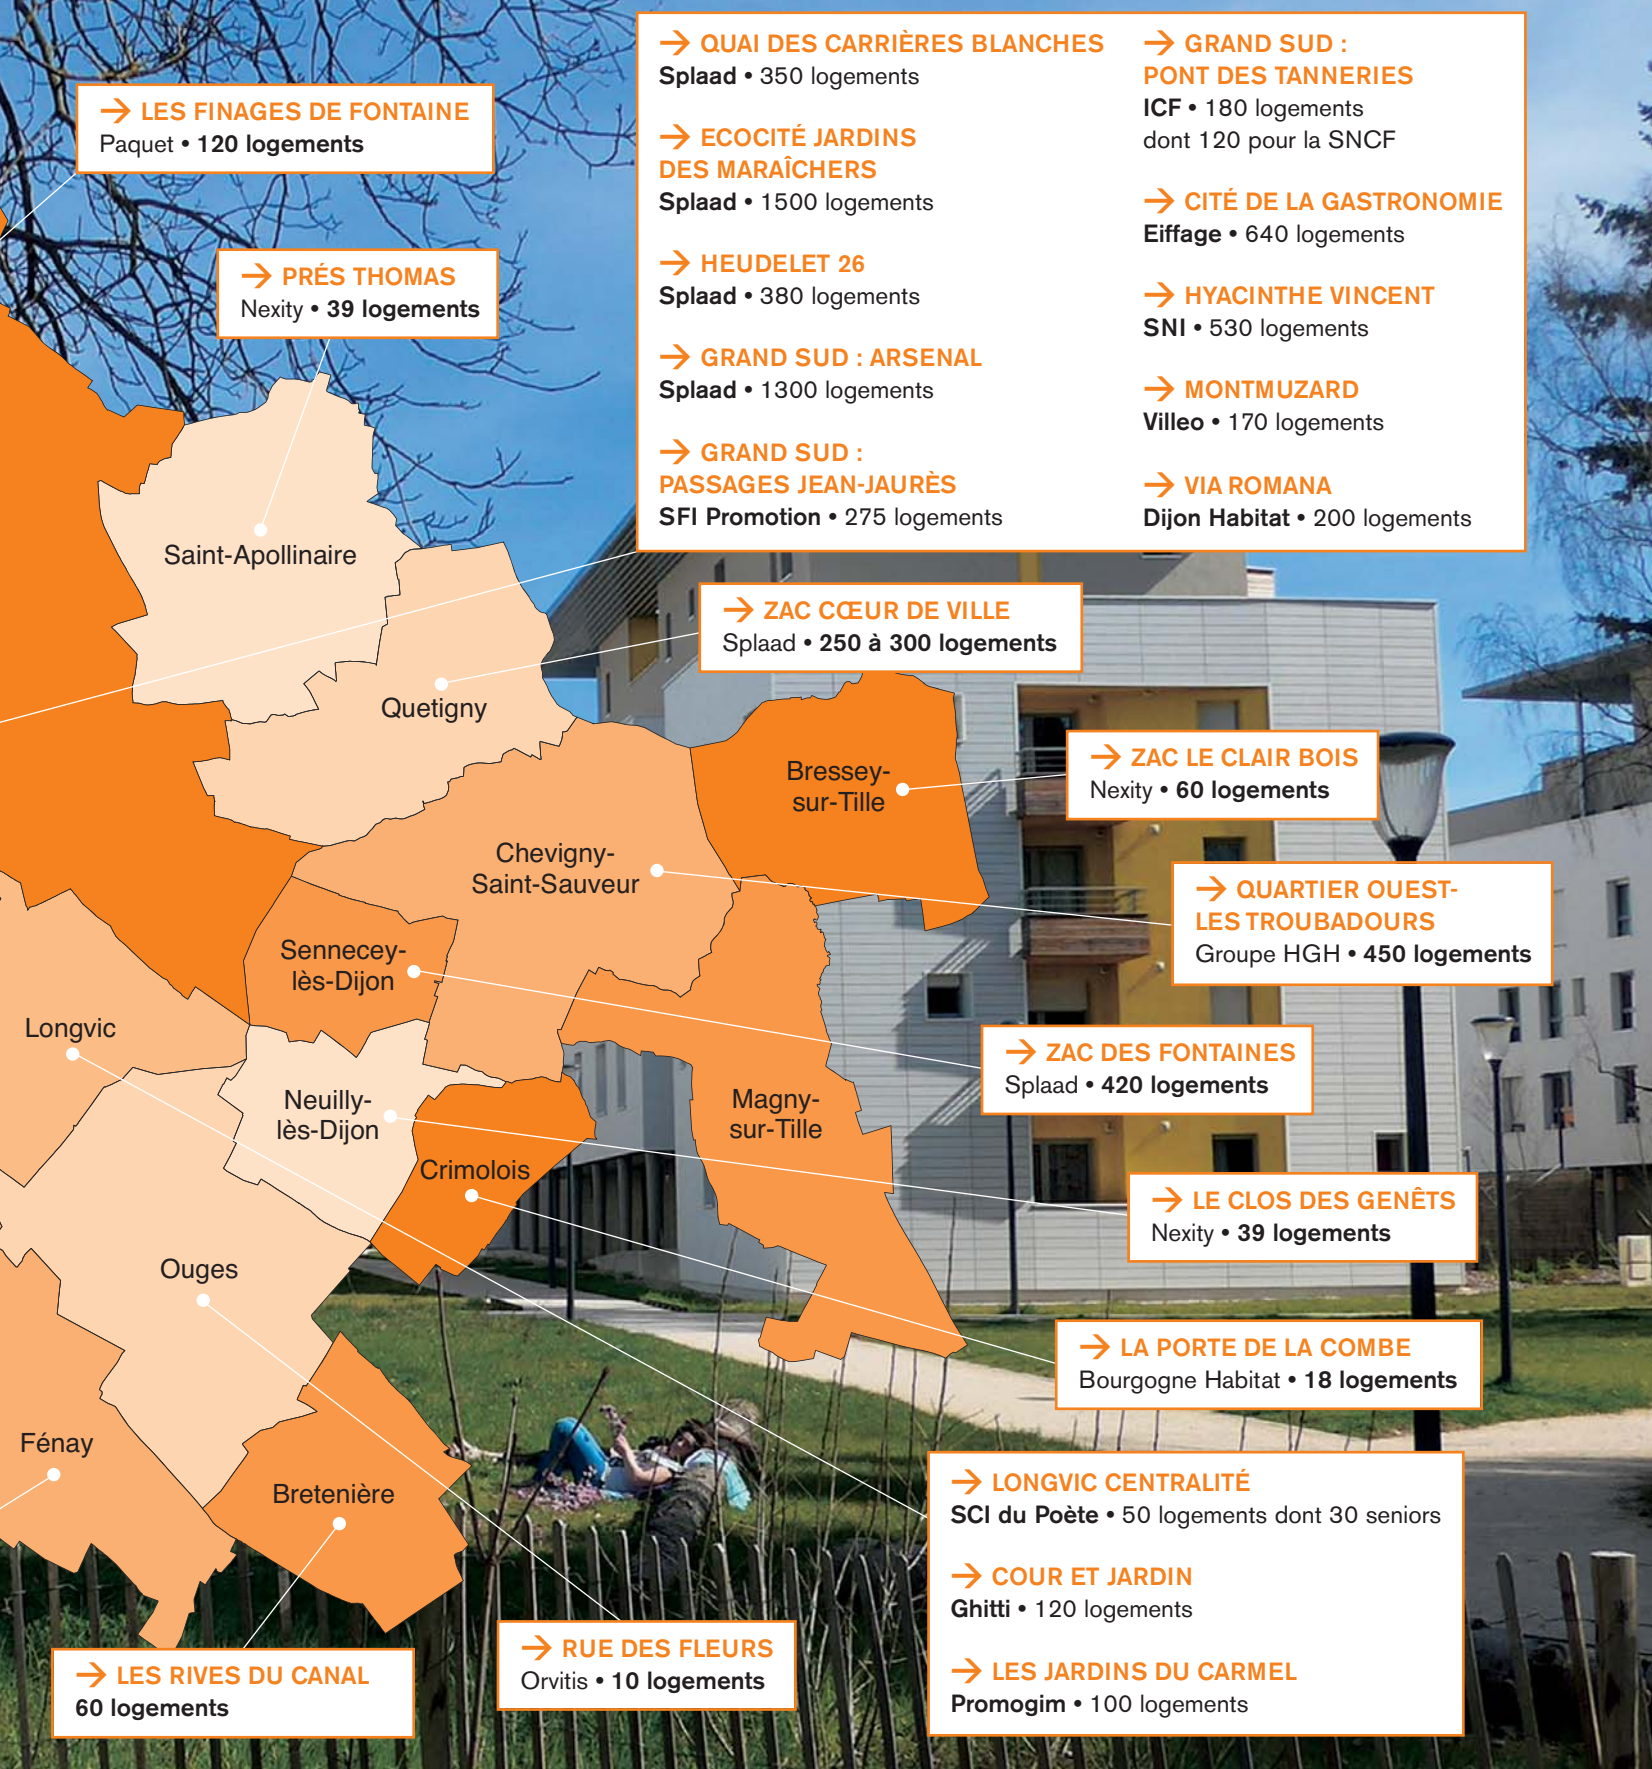 → LES FINAGES DE FONTAINE
Paquet • 120 logements
→ PRÉS THOMAS
Nexity • 39 logements
→ QUAI DES CARRIÈRES BLANCHES
Splaad • 350 logements
→ ECOCITÉ JARDINS
DES MARAÎCHERS
Splaad • 1500 logements
→ HEUDELET 26
Splaad • 380 logements
→ GRAND SUD : ARSENAL
Splaad • 1300 logements
→ GRAND SUD :
PASSAGES JEAN-JAURÈS
SFI Promotion • 275 logements
→ GRAND SUD :
PONT DES TANNERIES
ICF • 180 logements
dont 120 pour la SNCF
→ CITÉ DE LA GASTRONOMIE
Eiffage • 640 logements
→ HYACINTHE VINCENT
SNI • 530 logements
→ MONTMUZARD
Villeo • 170 logements
→ VIA ROMANA
Dijon Habitat • 200 logements
Saint-Apollinaire
→ ZAC CŒUR DE VILLE
Splaad • 250 à 300 logements
Quetigny
Bressey-
sur-Tille
→ ZAC LE CLAIR BOIS
Nexity • 60 logements
Chevigny-
Saint-Sauveur
→ QUARTIER OUEST-
LES TROUBADOURS
Groupe HGH • 450 logements
Sennecey-
lès-Dijon
Longvic
→ ZAC DES FONTAINES
Splaad • 420 logements
Neuilly-
lès-Dijon
Magny-
sur-Tille
Crimolois
→ LE CLOS DES GENÊTS
Nexity • 39 logements
Ouges
→ LA PORTE DE LA COMBE
Bourgogne Habitat • 18 logements
Fénay
Bretenière
→ LONGVIC CENTRALITÉ
SCI du Poète • 50 logements dont 30 seniors
→ COUR ET JARDIN
Ghitti • 120 logements
→ LES JARDINS DU CARMEL
Promogim • 100 logements
→ RUE DES FLEURS
Orvitis • 10 logements
→ LES RIVES DU CANAL
60 logements